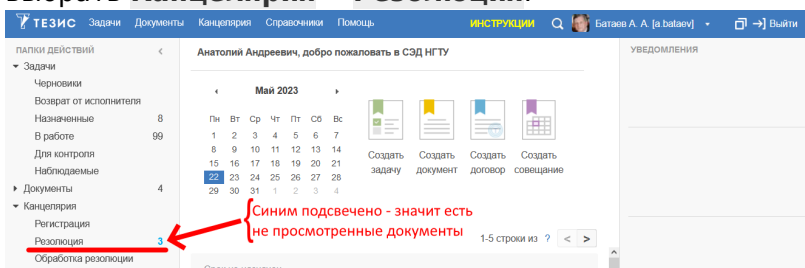 выбрать Канцелярия – Резолюции.
ТЕЗИС Задачи Документы Канцелярия Справочники Помощь ИНСТРУКЦИИ Батаев А. А. [a.bataev] Выйти
ПАПКИ ДЕЙСТВИЙ
Задачи
Черновики
Возврат от исполнителя
Назначенные 8
В работе 99
Для контроля
Наблюдаемые
Документы 4
Канцелярия
Регистрация
Резолюция 3
Обработка резолюции
Анатолий Андреевич, добро пожаловать в СЭД НГТУ
Май 2023
Пн Вт Ср Чт Пт Сб Вс
1 2 3 4 5 6 7
8 9 10 11 12 13 14
15 16 17 18 19 20 21
22 23 24 25 26 27 28
29 30 31 1 2 3 4
Создать задачу
Создать документ
Создать договор
Создать совещание
Синим подсвечено - значит есть
не просмотренные документы
1-5 строки из ? < >
УВЕДОМЛЕНИЯ